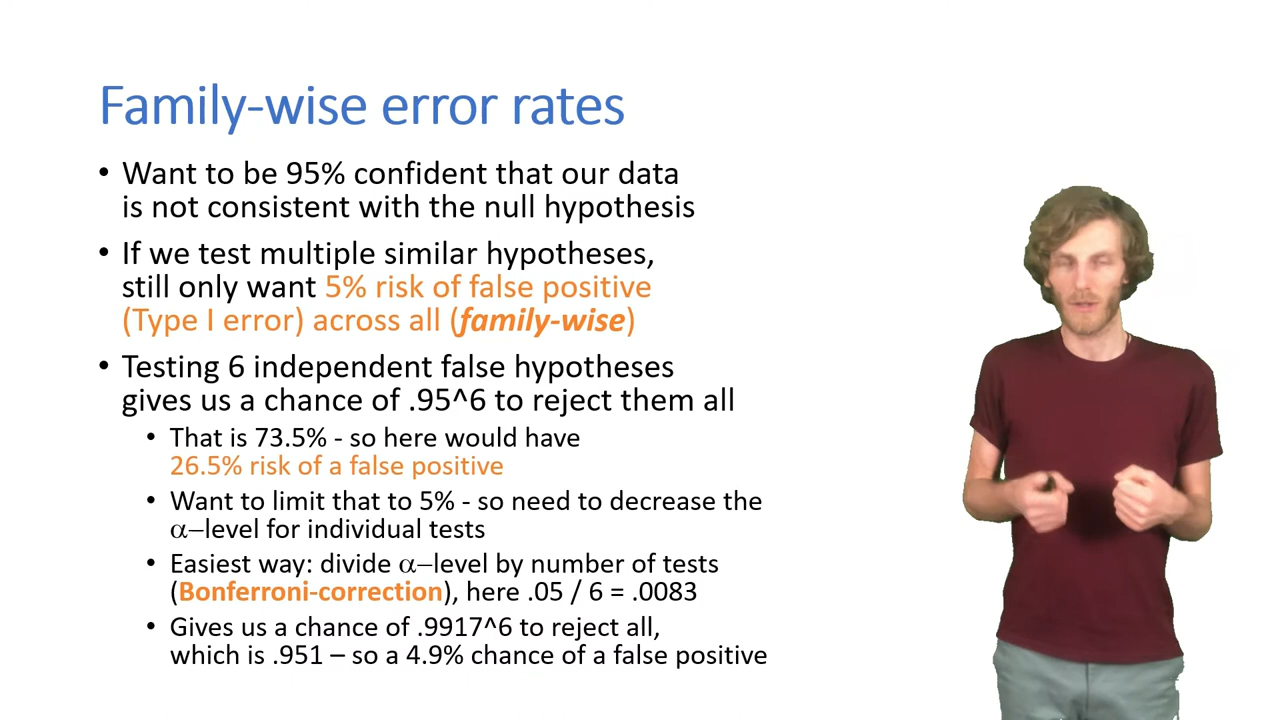 Family-wise error rates
• Want to be 95% confident that our data
is not consistent with the null hypothesis
• If we test multiple similar hypotheses,
still only want 5% risk of false positive
(Type I error) across all (family-wise)
• Testing 6 independent false hypotheses
gives us a chance of .95^6 to reject them all
• That is 73.5% - so here would have
26.5% risk of a false positive
• Want to limit that to 5% - so need to decrease the
α–level for individual tests
• Easiest way: divide α–level by number of tests
(Bonferroni-correction), here .05 / 6 = .0083
• Gives us a chance of .9917^6 to reject all,
which is .951 – so a 4.9% chance of a false positive